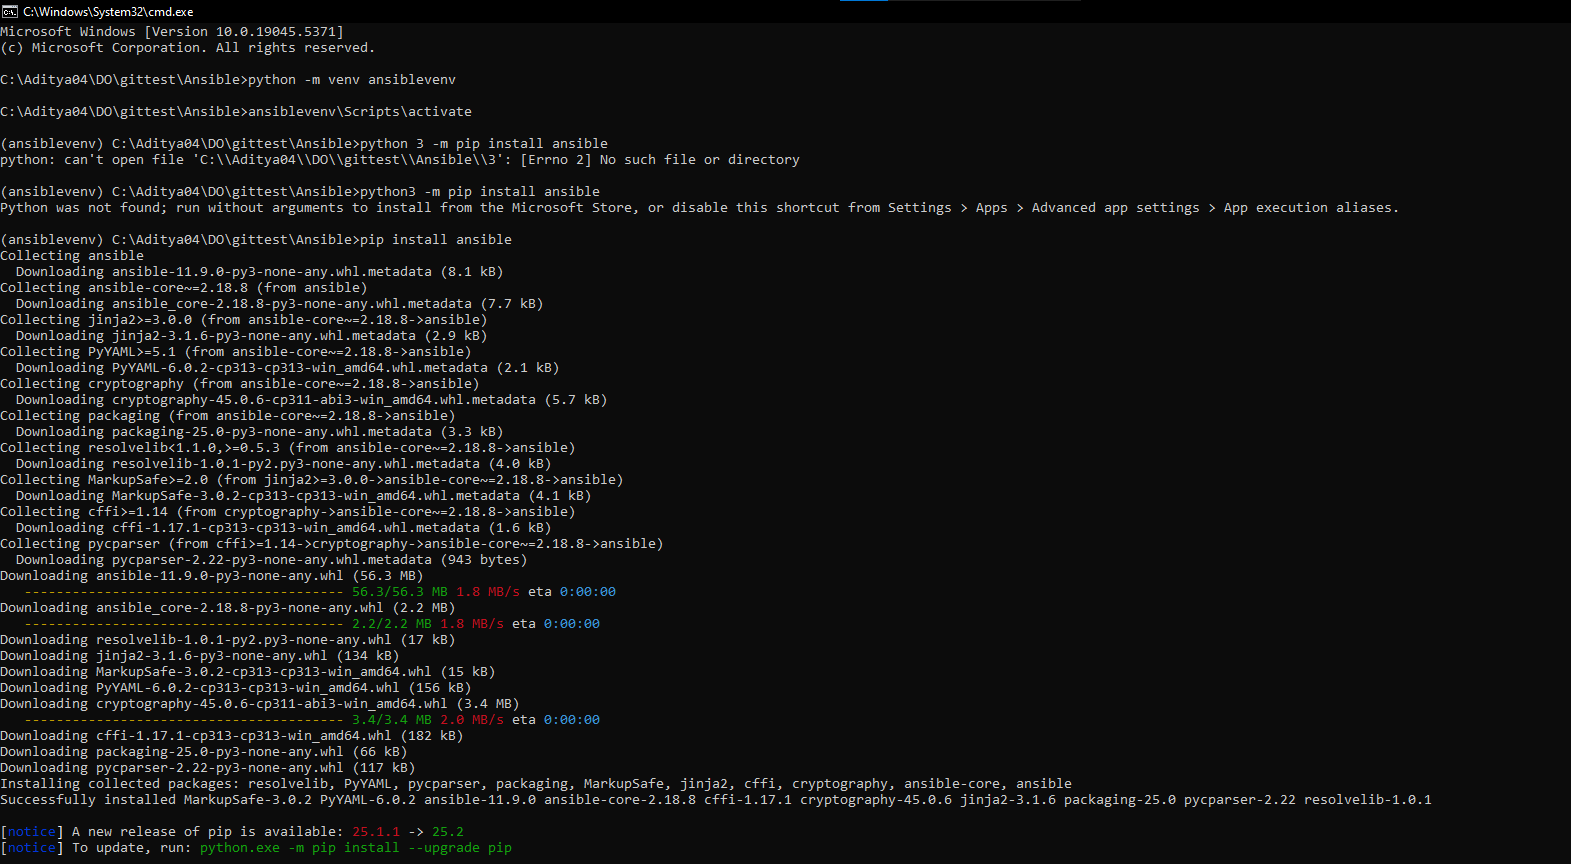 C:\Windows\System32\cmd.exe
Microsoft Windows [Version 10.0.19045.5371]
(c) Microsoft Corporation. All rights reserved.
C:\Aditya04\DO\gittest\Ansible>python -m venv ansiblevenv
C:\Aditya04\DO\gittest\Ansible>ansiblevenv\Scripts\activate
(ansiblevenv) C:\Aditya04\DO\gittest\Ansible>python 3 -m pip install ansible
python: can't open file 'C:\\Aditya04\\DO\\gittest\\Ansible\\3': [Errno 2] No such file or directory
(ansiblevenv) C:\Aditya04\DO\gittest\Ansible>python3 -m pip install ansible
Python was not found; run without arguments to install from the Microsoft Store, or disable this shortcut from Settings > Apps > Advanced app settings > App execution aliases.
(ansiblevenv) C:\Aditya04\DO\gittest\Ansible>pip install ansible
Collecting ansible
  Downloading ansible-11.9.0-py3-none-any.whl.metadata (8.1 kB)
Collecting ansible-core~=2.18.8 (from ansible)
  Downloading ansible_core-2.18.8-py3-none-any.whl.metadata (7.7 kB)
Collecting jinja2>=3.0.0 (from ansible-core~=2.18.8->ansible)
  Downloading jinja2-3.1.6-py3-none-any.whl.metadata (2.9 kB)
Collecting PyYAML>=5.1 (from ansible-core~=2.18.8->ansible)
  Downloading PyYAML-6.0.2-cp313-cp313-win_amd64.whl.metadata (2.1 kB)
Collecting cryptography (from ansible-core~=2.18.8->ansible)
  Downloading cryptography-45.0.6-cp311-abi3-win_amd64.whl.metadata (5.7 kB)
Collecting packaging (from ansible-core~=2.18.8->ansible)
  Downloading packaging-25.0-py3-none-any.whl.metadata (3.3 kB)
Collecting resolvelib<1.1.0,>=0.5.3 (from ansible-core~=2.18.8->ansible)
  Downloading resolvelib-1.0.1-py2.py3-none-any.whl.metadata (4.0 kB)
Collecting MarkupSafe>=2.0 (from jinja2>=3.0.0->ansible-core~=2.18.8->ansible)
  Downloading MarkupSafe-3.0.2-cp313-cp313-win_amd64.whl.metadata (4.1 kB)
Collecting cffi>=1.14 (from cryptography->ansible-core~=2.18.8->ansible)
  Downloading cffi-1.17.1-cp313-cp313-win_amd64.whl.metadata (1.6 kB)
Collecting pycparser (from cffi>=1.14->cryptography->ansible-core~=2.18.8->ansible)
  Downloading pycparser-2.22-py3-none-any.whl.metadata (943 bytes)
Downloading ansible-11.9.0-py3-none-any.whl (56.3 MB)
   ---------------------------------------- 56.3/56.3 MB 1.8 MB/s eta 0:00:00
Downloading ansible_core-2.18.8-py3-none-any.whl (2.2 MB)
   ---------------------------------------- 2.2/2.2 MB 1.8 MB/s eta 0:00:00
Downloading resolvelib-1.0.1-py2.py3-none-any.whl (17 kB)
Downloading jinja2-3.1.6-py3-none-any.whl (134 kB)
Downloading MarkupSafe-3.0.2-cp313-cp313-win_amd64.whl (15 kB)
Downloading PyYAML-6.0.2-cp313-cp313-win_amd64.whl (156 kB)
Downloading cryptography-45.0.6-cp311-abi3-win_amd64.whl (3.4 MB)
   ---------------------------------------- 3.4/3.4 MB 2.0 MB/s eta 0:00:00
Downloading cffi-1.17.1-cp313-cp313-win_amd64.whl (182 kB)
Downloading packaging-25.0-py3-none-any.whl (66 kB)
Downloading pycparser-2.22-py3-none-any.whl (117 kB)
Installing collected packages: resolvelib, PyYAML, pycparser, packaging, MarkupSafe, jinja2, cffi, cryptography, ansible-core, ansible
Successfully installed MarkupSafe-3.0.2 PyYAML-6.0.2 ansible-11.9.0 ansible-core-2.18.8 cffi-1.17.1 cryptography-45.0.6 jinja2-3.1.6 packaging-25.0 pycparser-2.22 resolvelib-1.0.1
[notice] A new release of pip is available: 25.1.1 -> 25.2
[notice] To update, run: python.exe -m pip install --upgrade pip